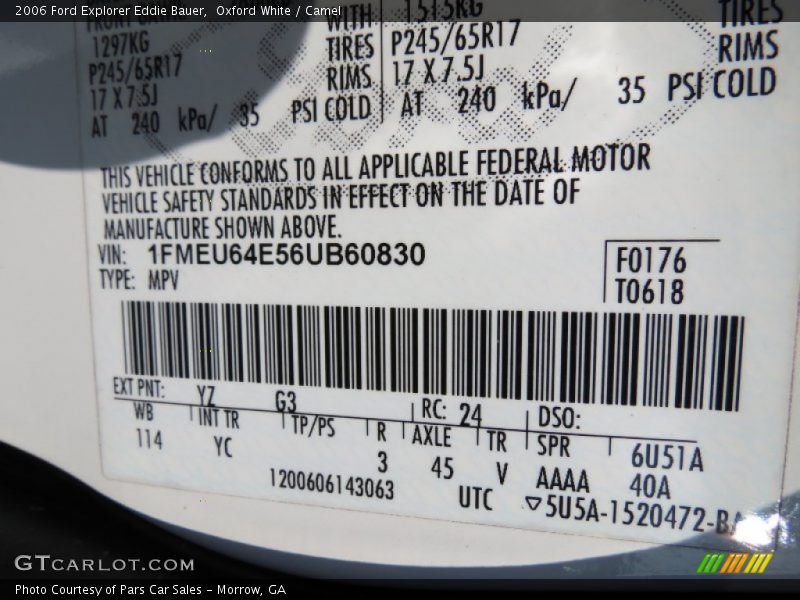 2006 Ford Explorer Eddie Bauer,  Oxford White / Camel
WITH 1515KG TIRES
1297KG TIRES P245/65R17 RIMS
P245/65R17 RIMS 17 X 7.5J
17 X 7.5J PSI COLD AT 240 kPa/ 35 PSI COLD
AT 240 kPa/ 35
THIS VEHICLE CONFORMS TO ALL APPLICABLE FEDERAL MOTOR
VEHICLE SAFETY STANDARDS IN EFFECT ON THE DATE OF
MANUFACTURE SHOWN ABOVE.
VIN: 1FMEU64E56UB60830
TYPE: MPV
F0176
T0618
EXT PNT: YZ G3 RC: 24 DSO:
WB INT TR TP/PS R AXLE TR SPR 6U51A
114 YC 3 45 V AAAA 40A
1200606143063 UTC ▽5U5A-1520472-BA
GTCARLOT.COM
Photo Courtesy of Pars Car Sales - Morrow, GA